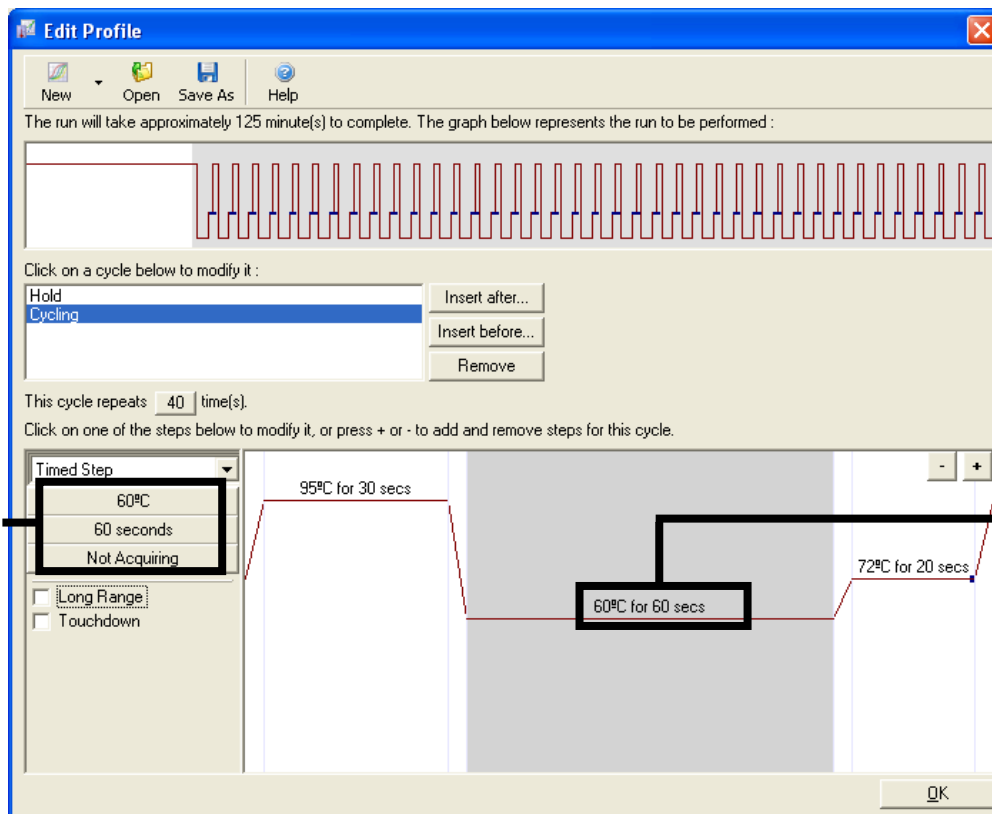 Edit Profile
New Open Save As Help
The run will take approximately 125 minute(s) to complete. The graph below represents the run to be performed :
Click on a cycle below to modify it :
Hold
Cycling
Insert after...
Insert before...
Remove
This cycle repeats 40 time(s).
Click on one of the steps below to modify it, or press + or - to add and remove steps for this cycle.
Timed Step
60ºC
60 seconds
Not Acquiring
Long Range
Touchdown
95ºC for 30 secs
60ºC for 60 secs
72ºC for 20 secs
- +
OK